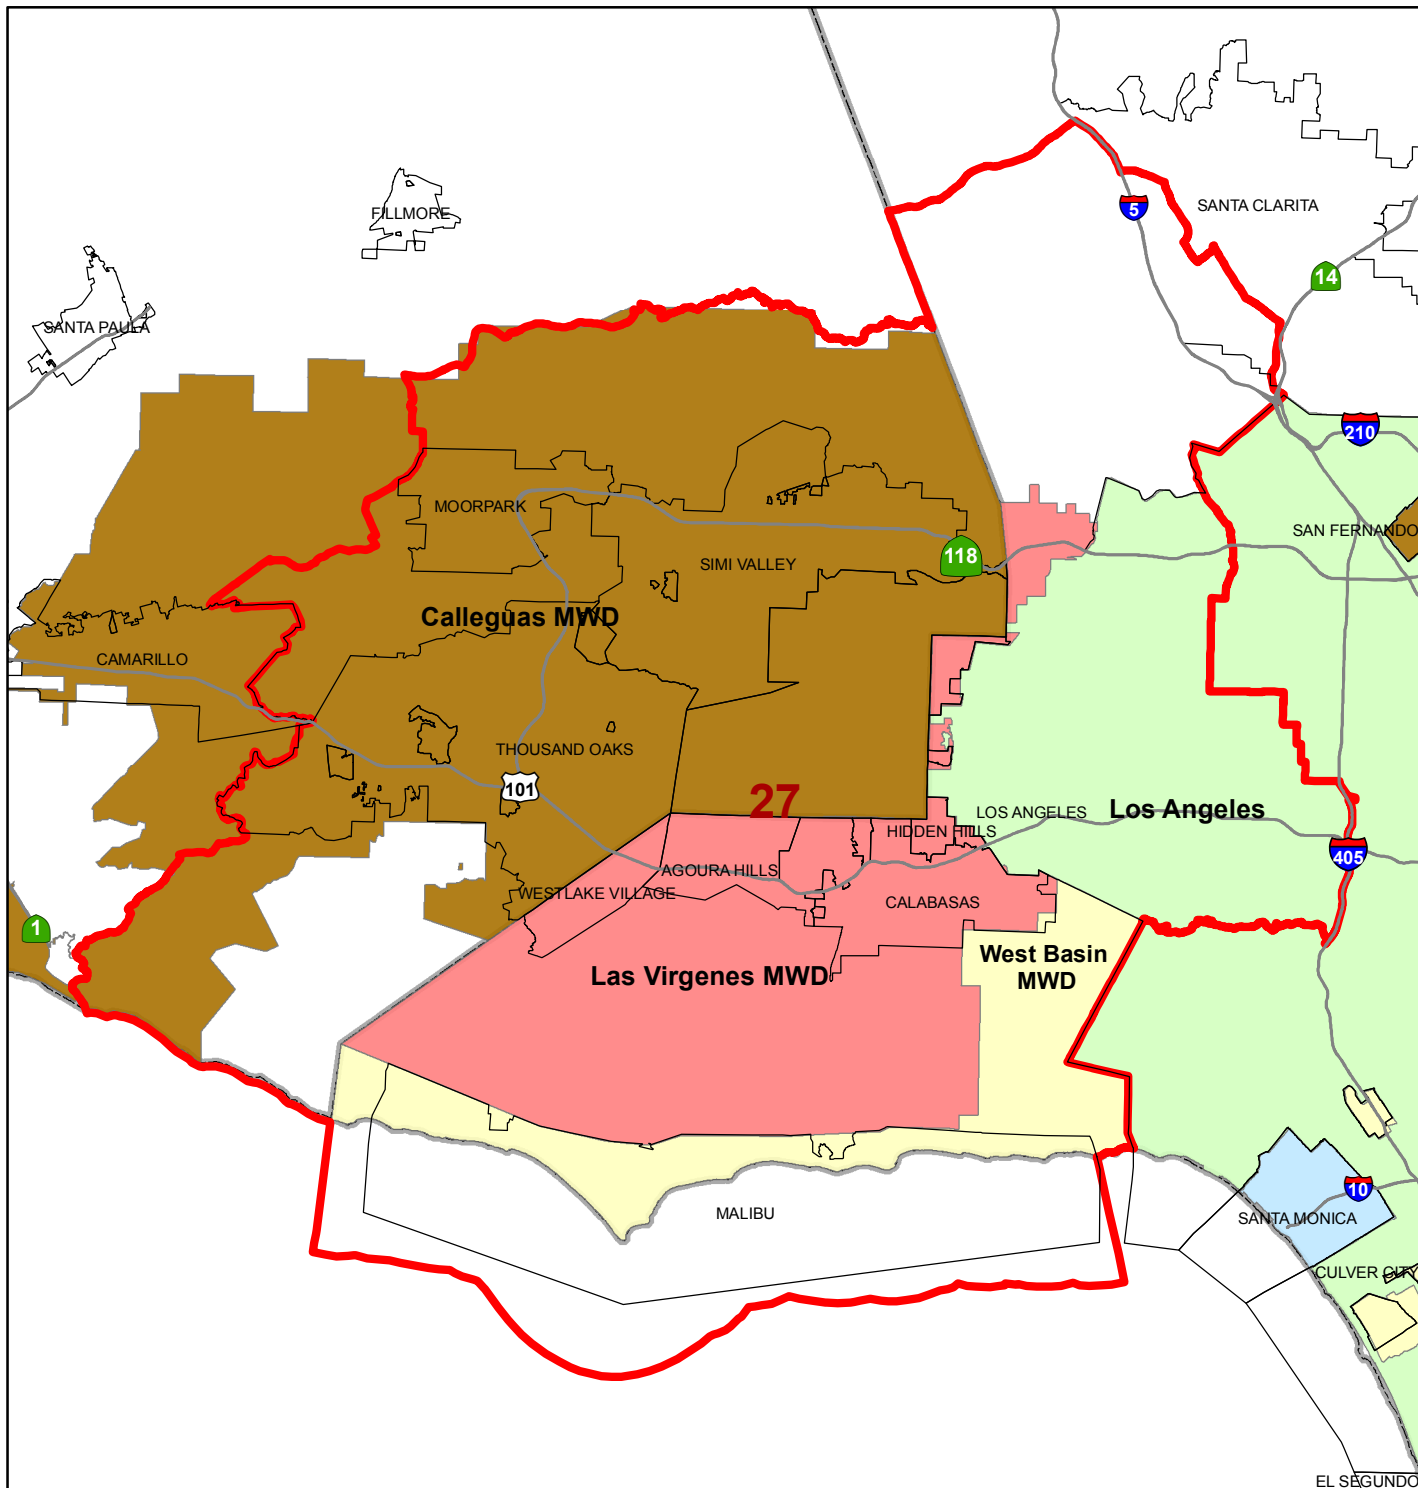 SANTA CLARITA
5
FILLMORE
14
SANTA PAULA
210
MOORPARK
SAN FERNANDO
118
SIMI VALLEY
Calleguas MWD
CAMARILLO
THOUSAND OAKS
101
27
LOS ANGELES
Los Angeles
HIDDEN HILLS
405
AGOURA HILLS
WESTLAKE VILLAGE
CALABASAS
1
West Basin
MWD
Las Virgenes MWD
10
MALIBU
SANTA MONICA
CULVER CITY
EL SEGUNDO